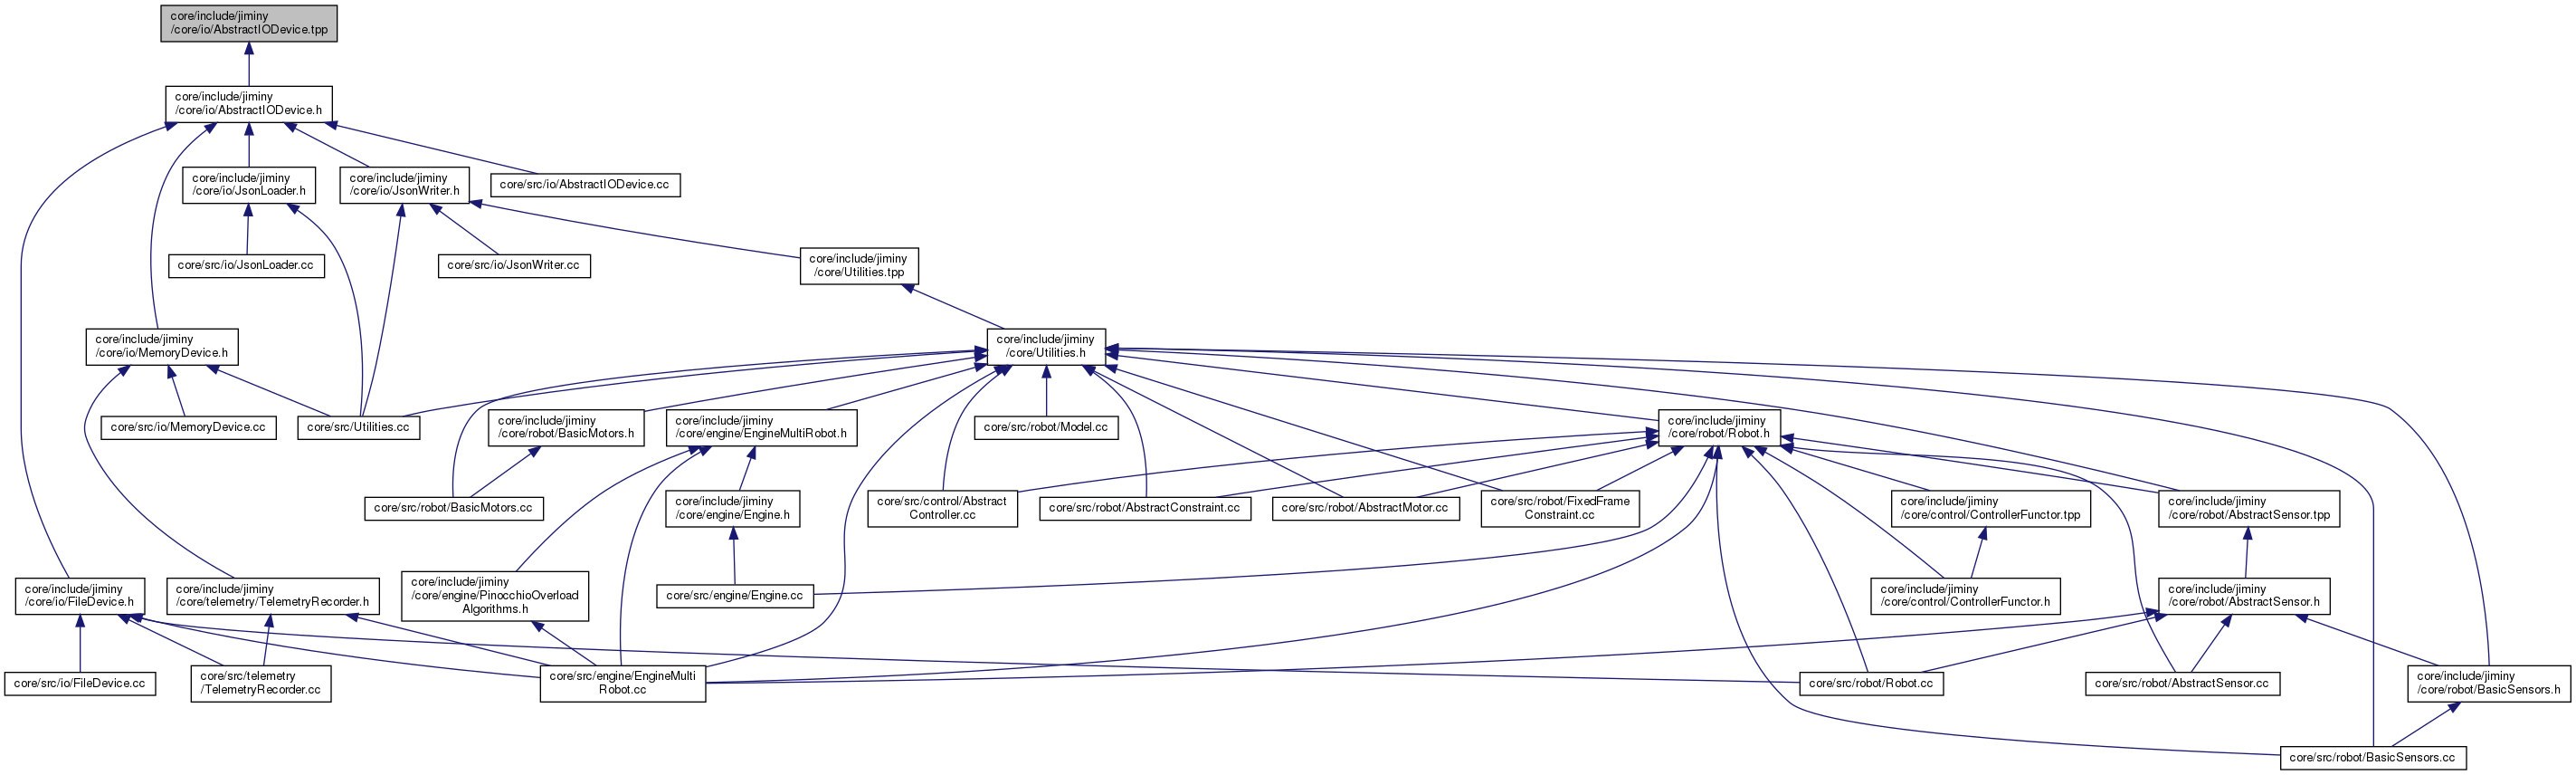 core/include/jiminy
/core/io/AbstractIODevice.tpp
core/include/jiminy
/core/io/AbstractIODevice.h
core/include/jiminy
/core/io/JsonLoader.h
core/include/jiminy
/core/io/JsonWriter.h
core/src/io/AbstractIODevice.cc
core/src/io/JsonLoader.cc
core/src/io/JsonWriter.cc
core/include/jiminy
/core/Utilities.tpp
core/include/jiminy
/core/io/MemoryDevice.h
core/include/jiminy
/core/Utilities.h
core/src/io/MemoryDevice.cc
core/src/Utilities.cc
core/include/jiminy
/core/robot/BasicMotors.h
core/include/jiminy
/core/engine/EngineMultiRobot.h
core/src/robot/Model.cc
core/include/jiminy
/core/robot/Robot.h
core/src/robot/BasicMotors.cc
core/include/jiminy
/core/engine/Engine.h
core/src/control/Abstract
Controller.cc
core/src/robot/AbstractConstraint.cc
core/src/robot/AbstractMotor.cc
core/src/robot/FixedFrame
Constraint.cc
core/include/jiminy
/core/control/ControllerFunctor.tpp
core/include/jiminy
/core/robot/AbstractSensor.tpp
core/include/jiminy
/core/io/FileDevice.h
core/include/jiminy
/core/telemetry/TelemetryRecorder.h
core/include/jiminy
/core/engine/PinocchioOverload
Algorithms.h
core/src/engine/Engine.cc
core/include/jiminy
/core/control/ControllerFunctor.h
core/include/jiminy
/core/robot/AbstractSensor.h
core/src/io/FileDevice.cc
core/src/telemetry
/TelemetryRecorder.cc
core/src/engine/EngineMulti
Robot.cc
core/src/robot/Robot.cc
core/src/robot/AbstractSensor.cc
core/include/jiminy
/core/robot/BasicSensors.h
core/src/robot/BasicSensors.cc